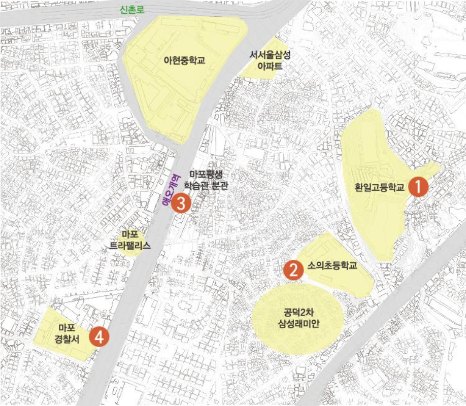 신촌로
아현중학교
서서울삼성
아파트
환일고등학교
1
마포평생
학습관 분관
애오개역
3
마포
트라팰리스
2
소의초등학교
공덕2차
삼성래미안
마포
경찰서
4